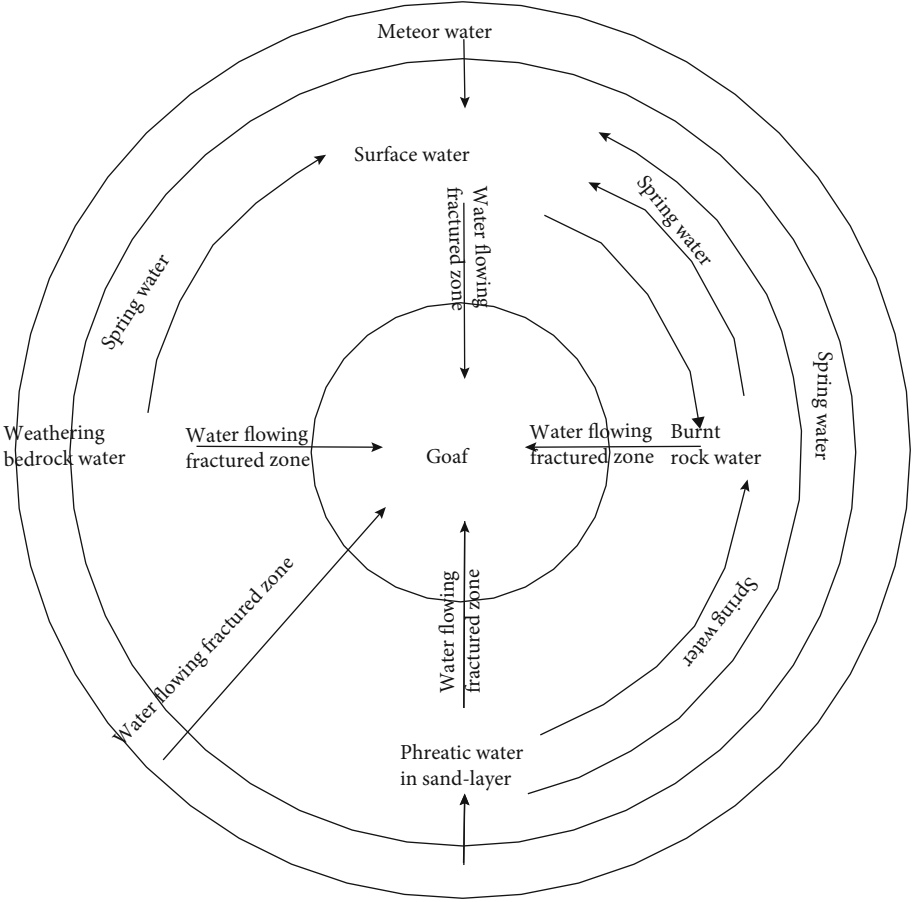 Meteor water
Surface water
Water flowing
fractured zone
Spring water
Spring water
Spring water
Weathering
bedrock water
Water flowing
fractured zone
Goaf
Water flowing
fractured zone
Burnt
rock water
Water flowing fractured zone
Water flowing
fractured zone
Spring water
Phreatic water
in sand-layer